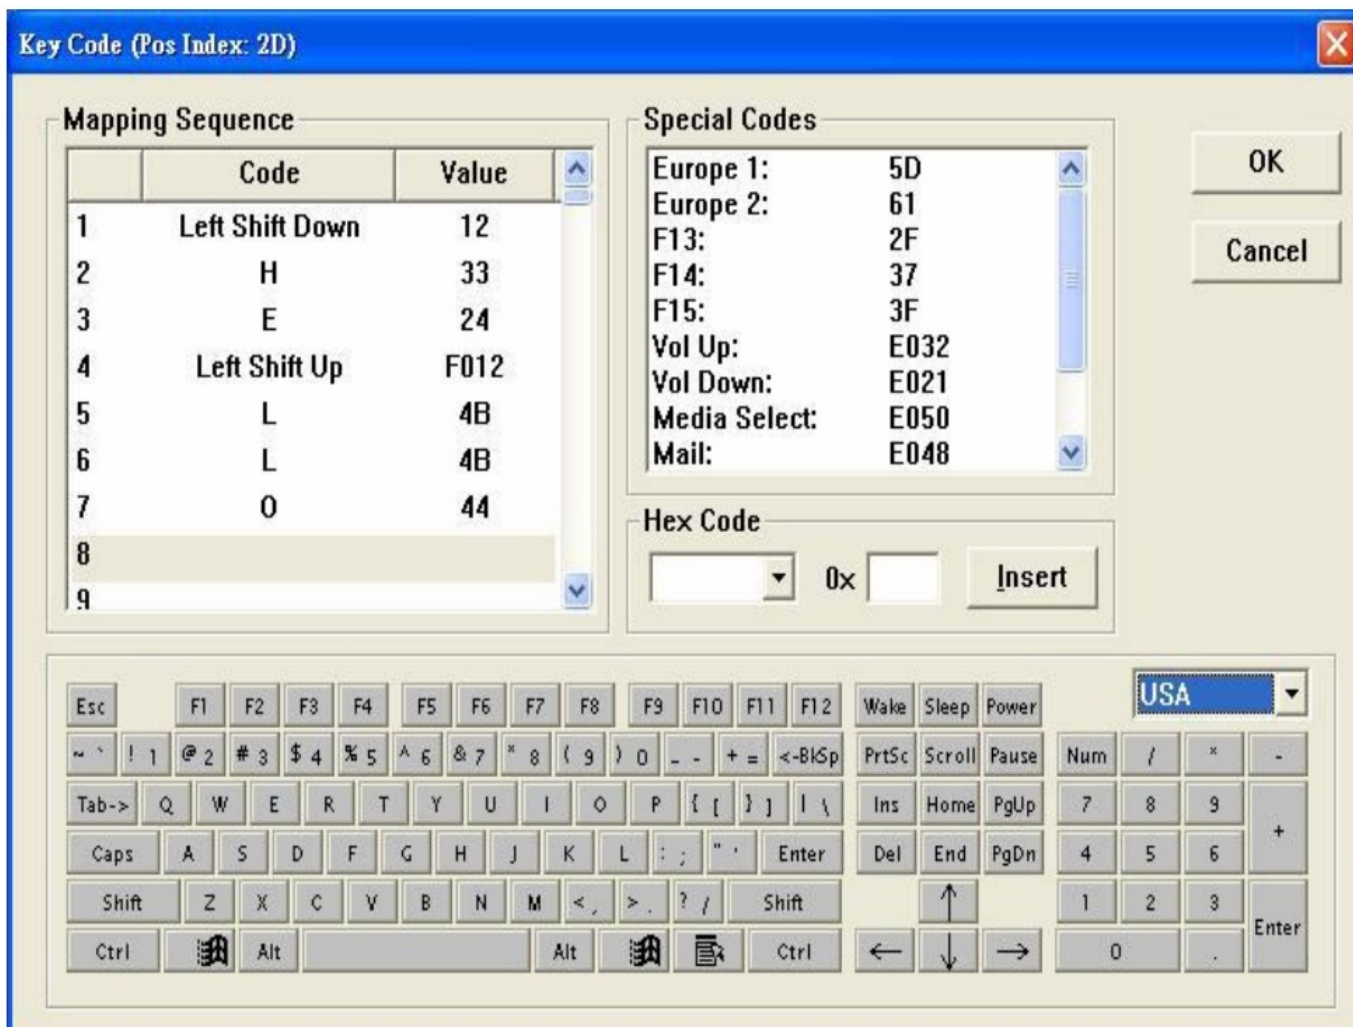 Key Code (Pos Index: 2D)
Mapping Sequence
Code Value
1 Left Shift Down 12
2 H 33
3 E 24
4 Left Shift Up F012
5 L 4B
6 L 4B
7 O 44
8
9
Special Codes
Europe 1: 5D
Europe 2: 61
F13: 2F
F14: 37
F15: 3F
Vol Up: E032
Vol Down: E021
Media Select: E050
Mail: E048
OK
Cancel
Hex Code
0x Insert
USA
Esc F1 F2 F3 F4 F5 F6 F7 F8 F9 F10 F11 F12 Wake Sleep Power
~ ` ! 1 @ 2 # 3 $ 4 % 5 ^ 6 & 7 * 8 ( 9 ) 0 _ - + = <-BkSp PrtSc Scroll Pause Num / * -
Tab-> Q W E R T Y U I O P { [ } ] | \ Ins Home PgUp 7 8 9 +
Caps A S D F G H J K L : ; " ' Enter Del End PgDn 4 5 6
Shift Z X C V B N M < , > . ? / Shift ↑ 1 2 3 Enter
Ctrl Alt Alt Ctrl ← ↓ → 0 .